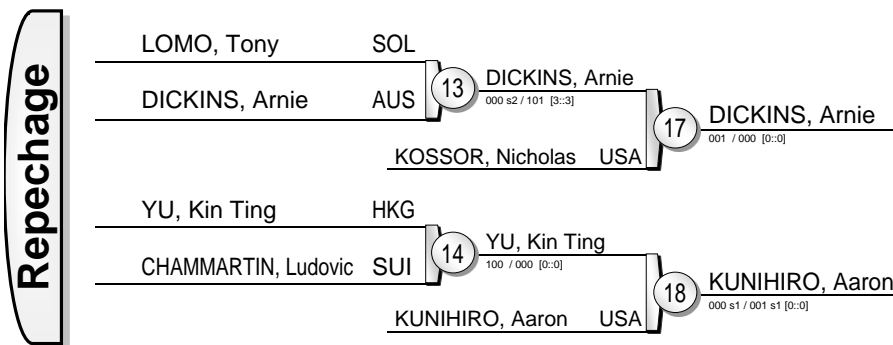 Repechage
LOMO, Tony SOL
DICKINS, Arnie AUS
13
DICKINS, Arnie
000 s2 / 101 [3::3]
KOSSOR, Nicholas USA
17
DICKINS, Arnie
001 / 000 [0::0]
YU, Kin Ting HKG
CHAMMARTIN, Ludovic SUI
14
YU, Kin Ting
100 / 000 [0::0]
KUNIHIRO, Aaron USA
18
KUNIHIRO, Aaron
000 s1 / 001 s1 [0::0]